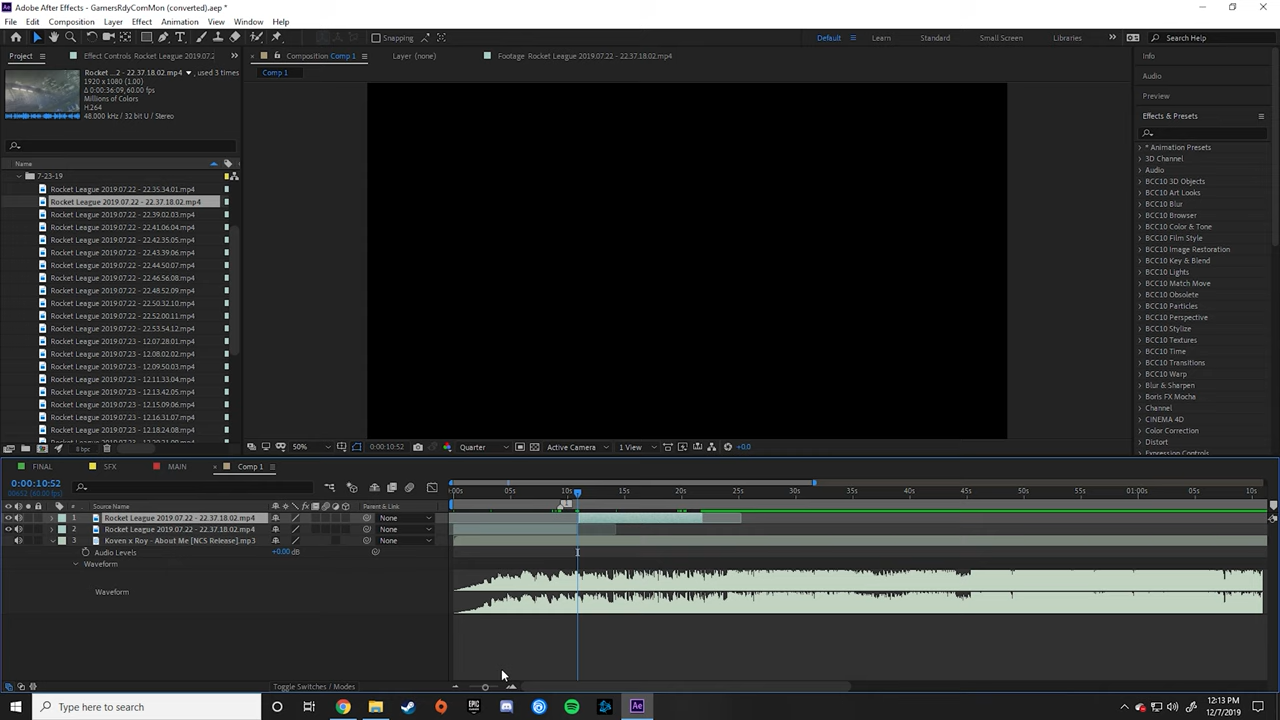 Adobe After Effects - GamersRdyComMon (converted).aep *
File Edit Composition Layer Effect Animation View Window Help
Snapping Default Learn Standard Small Screen Libraries Search Help
Project Effect Controls Rocket League 2019.07.2 Composition Comp 1 Layer (none) Footage Rocket League 2019.07.22 - 22.37.18.02.mp4 Info
Comp 1
Rocket ...2 - 22.37.18.02.mp4 , used 3 times
1920 x 1080 (1.00)
Δ 0:00:36:09, 60.00 fps
Millions of Colors
H.264
48.000 kHz / 32 bit U / Stereo
Audio
Preview
Effects & Presets
Name
7-23-19
Rocket League 2019.07.22 - 22.35.34.01.mp4
Rocket League 2019.07.22 - 22.37.18.02.mp4
Rocket League 2019.07.22 - 22.39.02.03.mp4
Rocket League 2019.07.22 - 22.41.06.04.mp4
Rocket League 2019.07.22 - 22.42.35.05.mp4
Rocket League 2019.07.22 - 22.43.39.06.mp4
Rocket League 2019.07.22 - 22.44.50.07.mp4
Rocket League 2019.07.22 - 22.46.56.08.mp4
Rocket League 2019.07.22 - 22.48.52.09.mp4
Rocket League 2019.07.22 - 22.50.32.10.mp4
Rocket League 2019.07.22 - 22.52.00.11.mp4
Rocket League 2019.07.22 - 22.53.54.12.mp4
Rocket League 2019.07.23 - 12.07.28.01.mp4
Rocket League 2019.07.23 - 12.08.02.02.mp4
Rocket League 2019.07.23 - 12.09.50.03.mp4
Rocket League 2019.07.23 - 12.11.33.04.mp4
Rocket League 2019.07.23 - 12.13.42.05.mp4
Rocket League 2019.07.23 - 12.15.09.06.mp4
Rocket League 2019.07.23 - 12.16.31.07.mp4
Rocket League 2019.07.23 - 12.18.24.08.mp4
* Animation Presets
3D Channel
Audio
BCC10 3D Objects
BCC10 Art Looks
BCC10 Blur
BCC10 Browser
BCC10 Color & Tone
BCC10 Film Style
BCC10 Image Restoration
BCC10 Key & Blend
BCC10 Lights
BCC10 Match Move
BCC10 Obsolete
BCC10 Particles
BCC10 Perspective
BCC10 Stylize
BCC10 Textures
BCC10 Time
BCC10 Transitions
BCC10 Warp
Blur & Sharpen
Boris FX Mocha
Channel
CINEMA 4D
Color Correction
Distort
Expression Controls
8 bpc 50% 0:00:10:52 Quarter Active Camera 1 View +0.0
FINAL SFX MAIN Comp 1
0:00:10:52
00652 (60.00 fps)
:00s 05s 10s 15s 20s 25s 30s 35s 40s 45s 50s 55s 01:00s 05s 10s
# Source Name Parent & Link
1 Rocket League 2019.07.22 - 22.37.18.02.mp4 None
2 Rocket League 2019.07.22 - 22.37.18.02.mp4 None
3 Koven x Roy - About Me [NCS Release].mp3 None
Audio Levels +0.00 dB
Waveform
Waveform
Toggle Switches / Modes
Type here to search
12:13 PM
12/7/2019